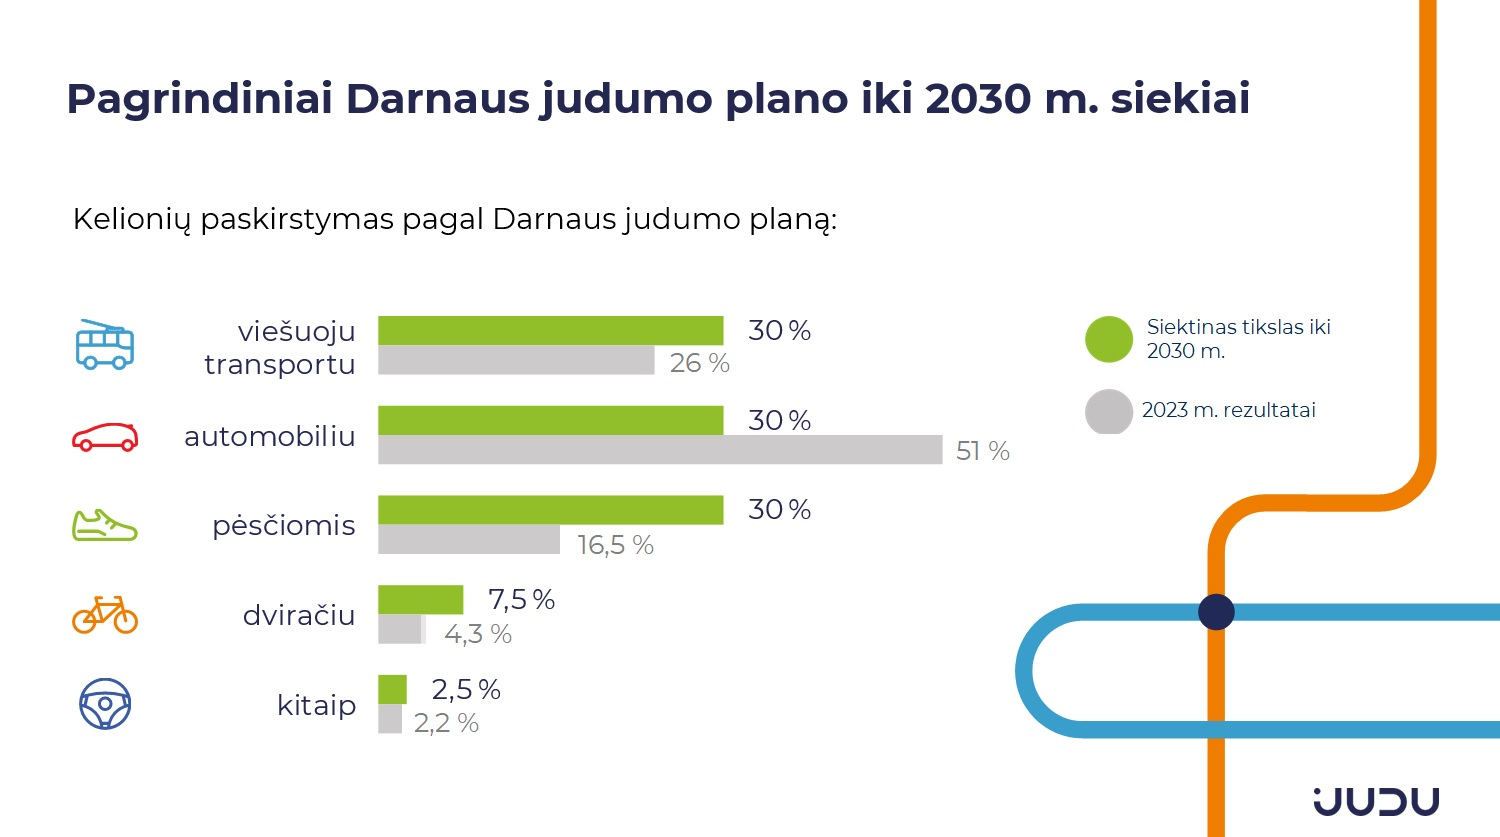 Pagrindiniai Darnaus judumo plano iki 2030 m. siekiai
Kelionių paskirstymas pagal Darnaus judumo planą:
viešuoju
transportu
30 %
26 %
automobiliu
30 %
51 %
pėsčiomis
30 %
16,5 %
dviračiu
7,5 %
4,3 %
kitaip
2,5 %
2,2 %
Siektinas tikslas iki
2030 m.
2023 m. rezultatai
JUDU